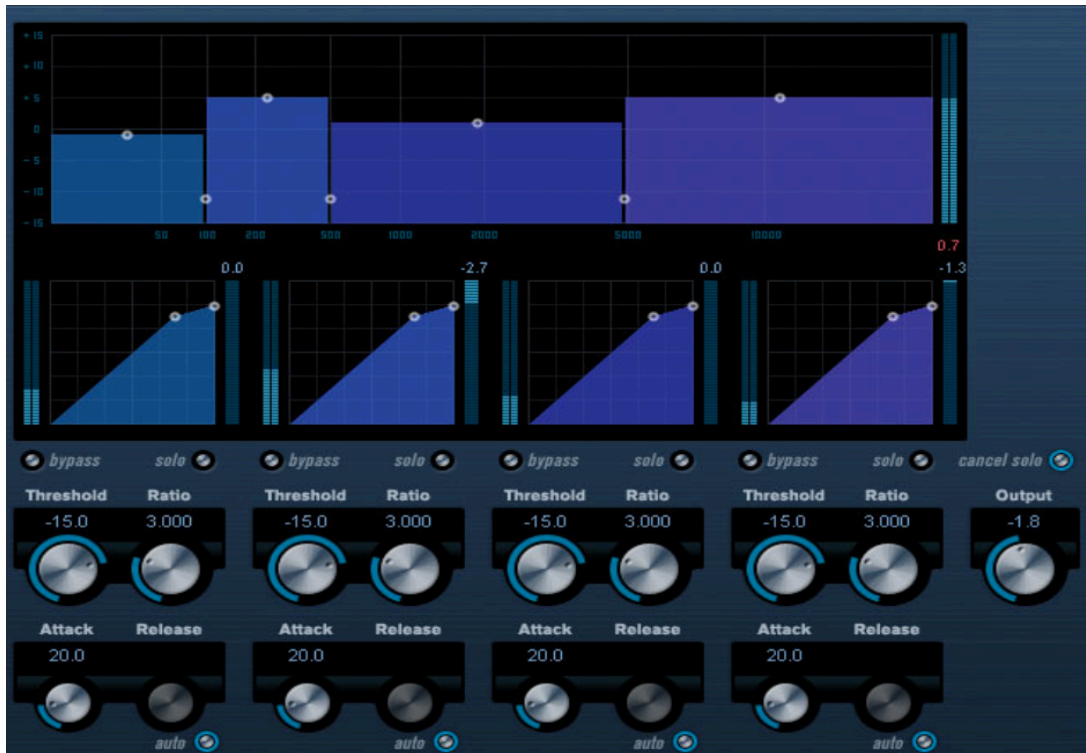 + 15
+ 10
+ 5
0
- 5
- 10
- 15
50 100 200 500 1000 2000 5000 10000
0.7
0.0 -2.7 0.0 -1.3
bypass solo bypass solo bypass solo bypass solo cancel solo
Threshold Ratio Threshold Ratio Threshold Ratio Threshold Ratio Output
-15.0 3.000 -15.0 3.000 -15.0 3.000 -15.0 3.000 -1.8
Attack Release Attack Release Attack Release Attack Release
20.0 20.0 20.0 20.0
auto auto auto auto